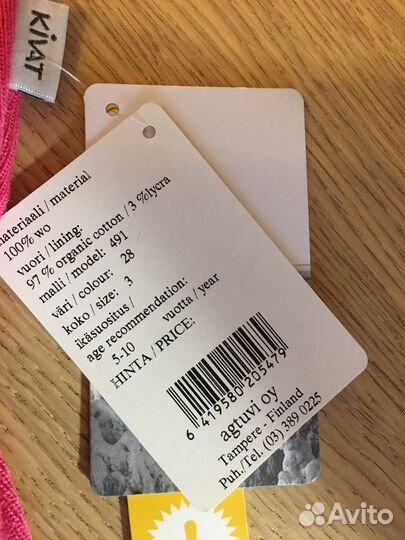 KiVAT
materiaali / material
100% wo
vuori / lining:
97 % organic cotton / 3 %lycra
malli / model: 491
väri / colour: 28
koko / size: 3
ikäsuositus /
age recommendation:
5-10 vuotta / year
HINTA / PRICE:
6 419580 205479
agtuvi oy
Tampere - Finland
Puh./Tel. (03) 389 0225
Avito